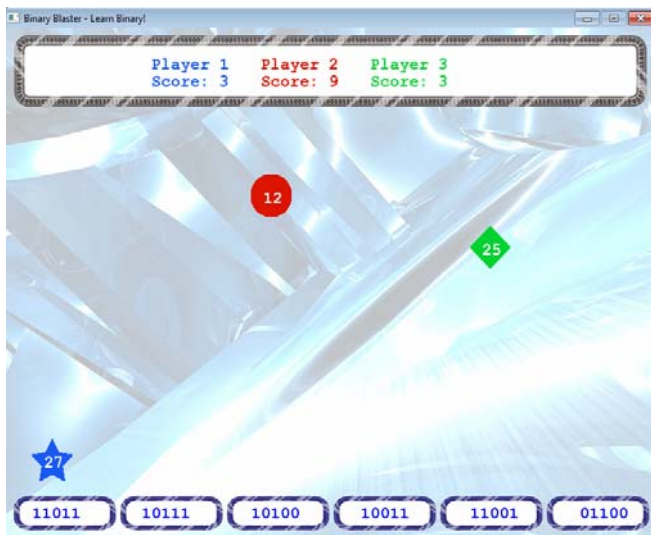 Binary Blaster - Learn Binary!
Player 1 Player 2 Player 3
Score: 3 Score: 9 Score: 3
12
25
27
11011 10111 10100 10011 11001 01100